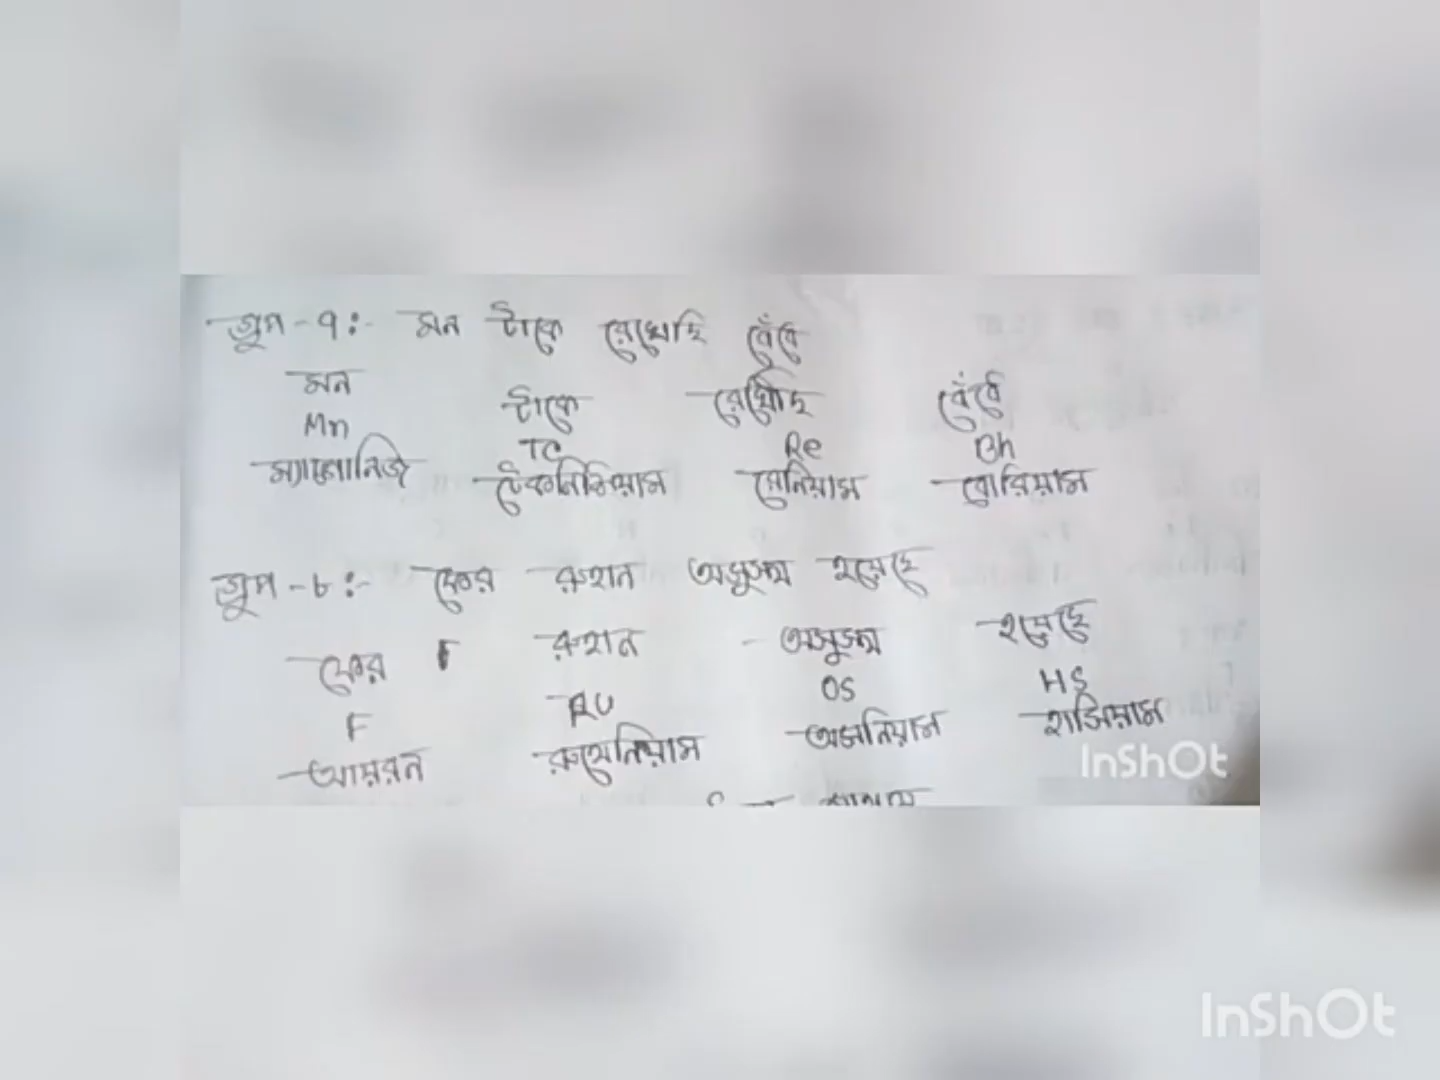 গ্রুপ-৭:- মন টাকে রেখেছি বেঁধে
মন টাকে রেখেছি বেঁধে
Mn Tc Re Bh
ম্যাঙ্গানিজ টেকনিসিয়াম রেনিয়াম বোরিয়াম
গ্রুপ-৮:- ফের রুহান অসুস্থ হয়েছে
ফের রুহান অসুস্থ হয়েছে
F Ru Os Hs
আয়রন রুথেনিয়াম অসমিয়াম হাসিয়াম
InShOt
InShOt